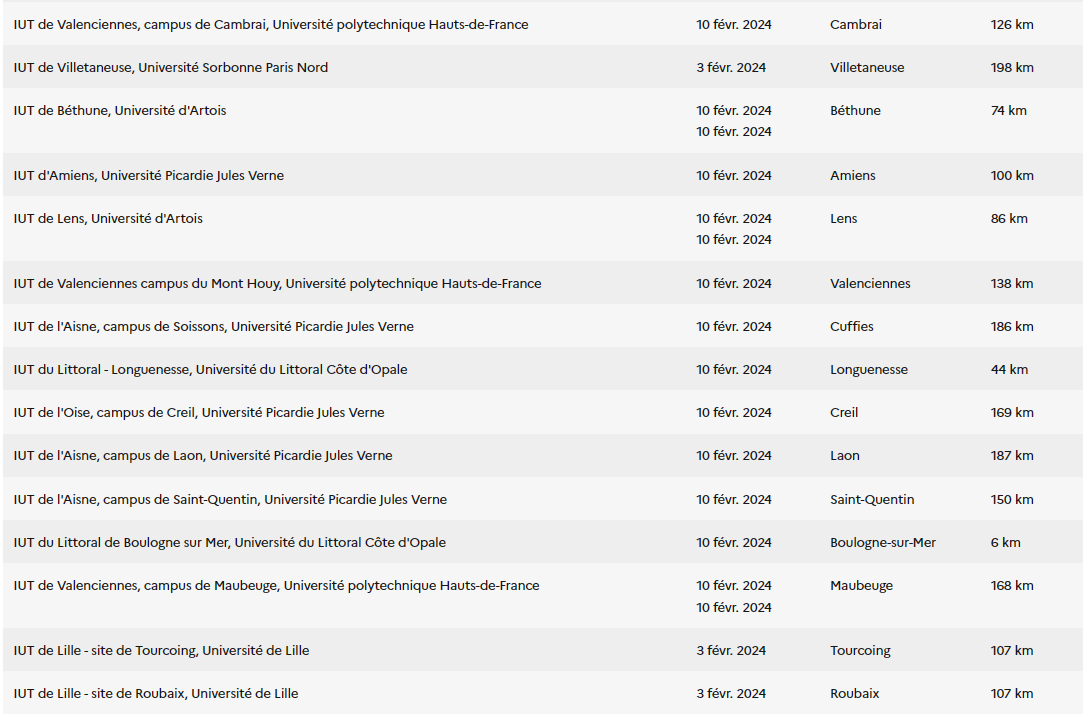 IUT de Valenciennes, campus de Cambrai, Université polytechnique Hauts-de-France 10 févr. 2024 Cambrai 126 km
IUT de Villetaneuse, Université Sorbonne Paris Nord 3 févr. 2024 Villetaneuse 198 km
IUT de Béthune, Université d'Artois 10 févr. 2024 Béthune 74 km
10 févr. 2024
IUT d'Amiens, Université Picardie Jules Verne 10 févr. 2024 Amiens 100 km
IUT de Lens, Université d'Artois 10 févr. 2024 Lens 86 km
10 févr. 2024
IUT de Valenciennes campus du Mont Houy, Université polytechnique Hauts-de-France 10 févr. 2024 Valenciennes 138 km
IUT de l'Aisne, campus de Soissons, Université Picardie Jules Verne 10 févr. 2024 Cuffies 186 km
IUT du Littoral - Longuenesse, Université du Littoral Côte d'Opale 10 févr. 2024 Longuenesse 44 km
IUT de l'Oise, campus de Creil, Université Picardie Jules Verne 10 févr. 2024 Creil 169 km
IUT de l'Aisne, campus de Laon, Université Picardie Jules Verne 10 févr. 2024 Laon 187 km
IUT de l'Aisne, campus de Saint-Quentin, Université Picardie Jules Verne 10 févr. 2024 Saint-Quentin 150 km
IUT du Littoral de Boulogne sur Mer, Université du Littoral Côte d'Opale 10 févr. 2024 Boulogne-sur-Mer 6 km
IUT de Valenciennes, campus de Maubeuge, Université polytechnique Hauts-de-France 10 févr. 2024 Maubeuge 168 km
10 févr. 2024
IUT de Lille - site de Tourcoing, Université de Lille 3 févr. 2024 Tourcoing 107 km
IUT de Lille - site de Roubaix, Université de Lille 3 févr. 2024 Roubaix 107 km